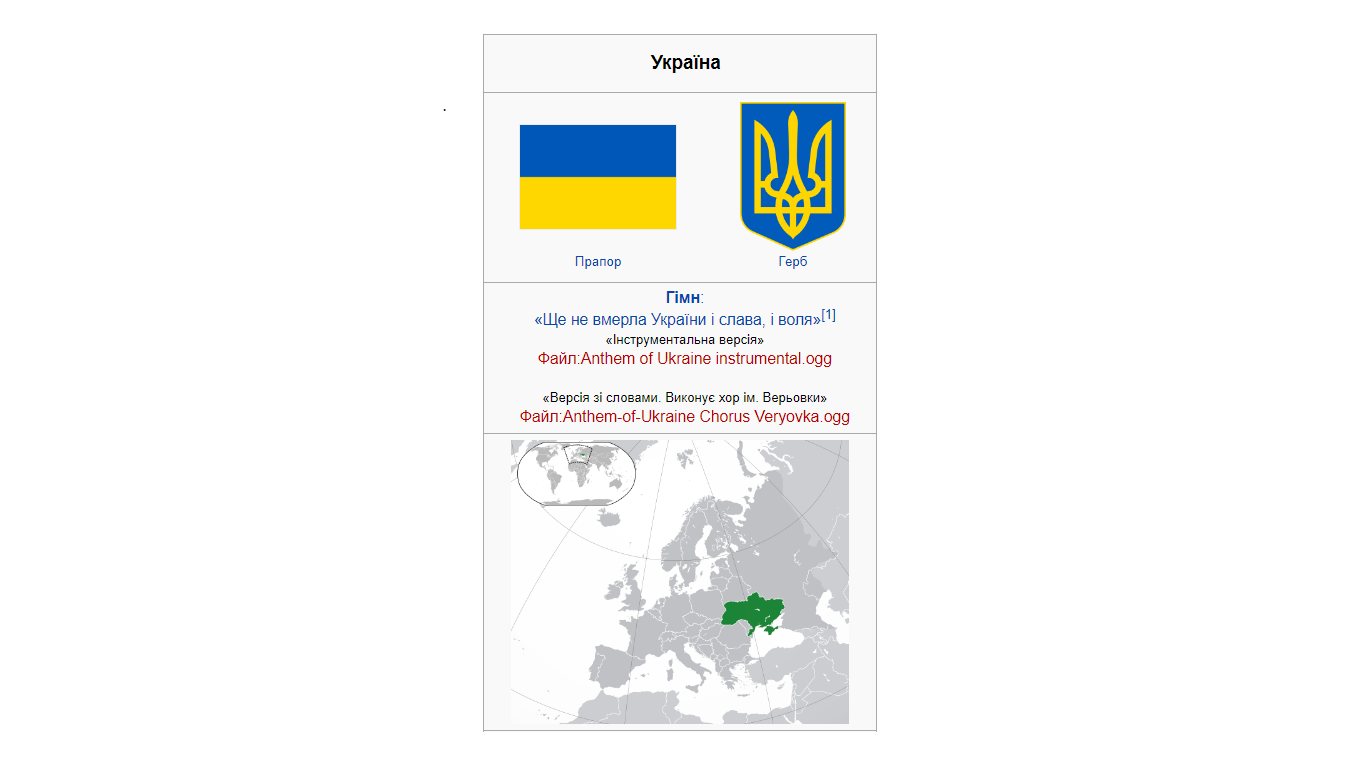 Україна
Прапор
Герб
Гімн:
«Ще не вмерла України і слава, і воля»[1]
«Інструментальна версія»
Файл:Anthem of Ukraine instrumental.ogg
«Версія зі словами. Виконує хор ім. Верьовки»
Файл:Anthem-of-Ukraine Chorus Veryovka.ogg